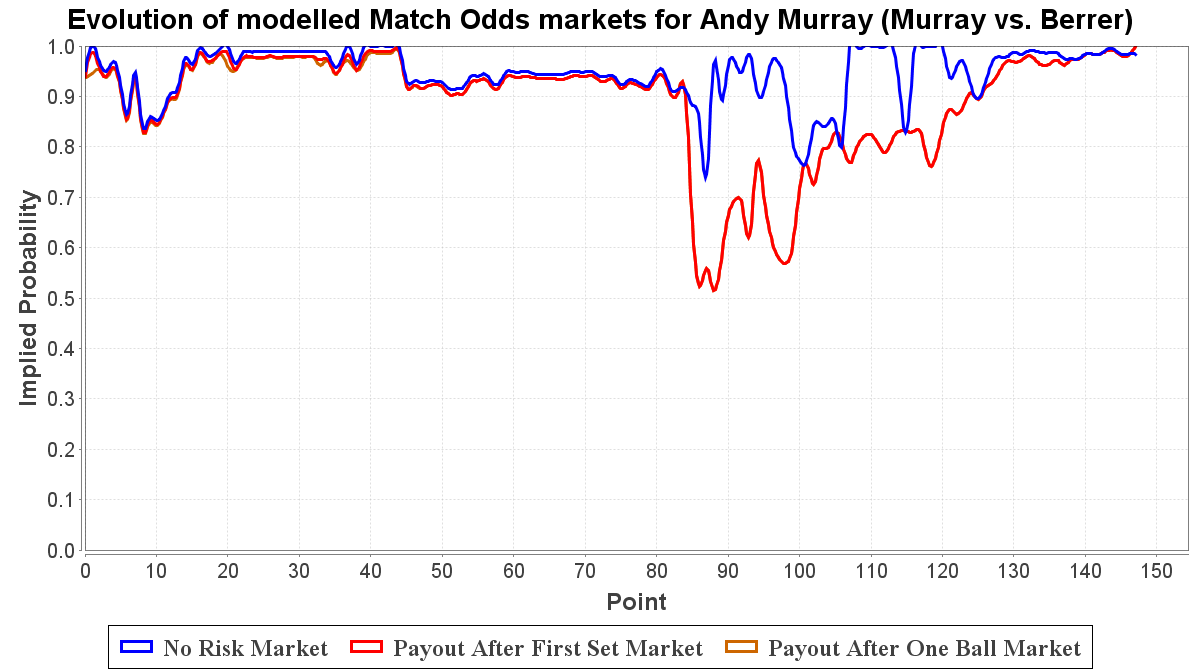 Evolution of modelled Match Odds markets for Andy Murray (Murray vs. Berrer)
Implied Probability
1.0
0.9
0.8
0.7
0.6
0.5
0.4
0.3
0.2
0.1
0.0
0 10 20 30 40 50 60 70 80 90 100 110 120 130 140 150
Point
No Risk Market Payout After First Set Market Payout After One Ball Market